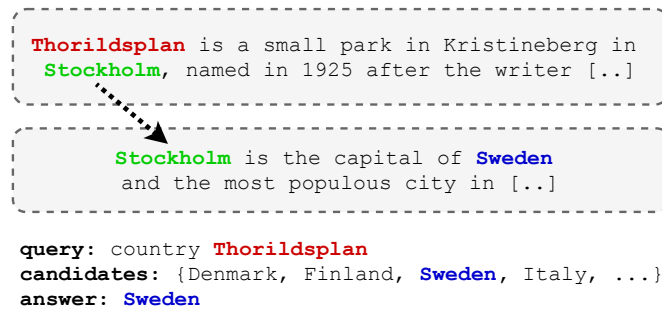 Thorildsplan is a small park in Kristineberg in
Stockholm, named in 1925 after the writer [..]
Stockholm is the capital of Sweden
and the most populous city in [..]
query: country Thorildsplan
candidates: {Denmark, Finland, Sweden, Italy, ...}
answer: Sweden